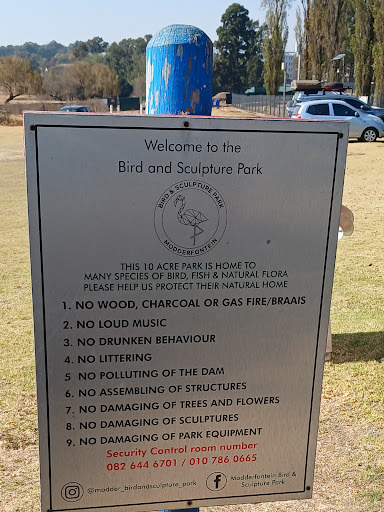 Welcome to the
Bird and Sculpture Park
BIRD & SCULPTURE PARK
MODDERFONTEIN
THIS 10 ACRE PARK IS HOME TO
MANY SPECIES OF BIRD, FISH & NATURAL FLORA
PLEASE HELP US PROTECT THEIR NATURAL HOME
1. NO WOOD, CHARCOAL OR GAS FIRE/BRAAIS
2. NO LOUD MUSIC
3. NO DRUNKEN BEHAVIOUR
4. NO LITTERING
5 NO POLLUTING OF THE DAM
6. NO ASSEMBLING OF STRUCTURES
7. NO DAMAGING OF TREES AND FLOWERS
8. NO DAMAGING OF SCULPTURES
9. NO DAMAGING OF PARK EQUIPMENT
Security Control room number
082 644 6701 / 010 786 0665
@modder_birdandsculpture_park
Modderfontein Bird &
Sculpture Park